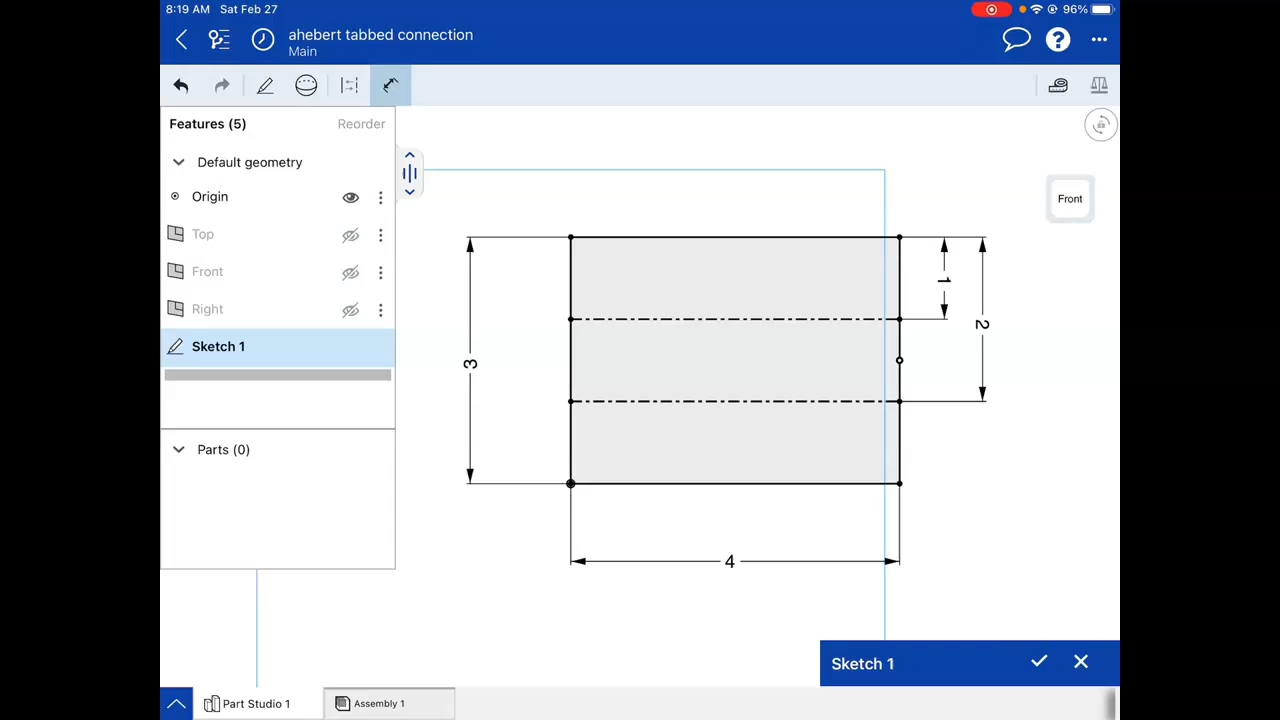 8:19 AM Sat Feb 27
96%
ahebert tabbed connection
Main
Features (5)
Reorder
Default geometry
Origin
Top
Front
Right
Sketch 1
Parts (0)
Front
1
2
3
4
Sketch 1
Part Studio 1
Assembly 1